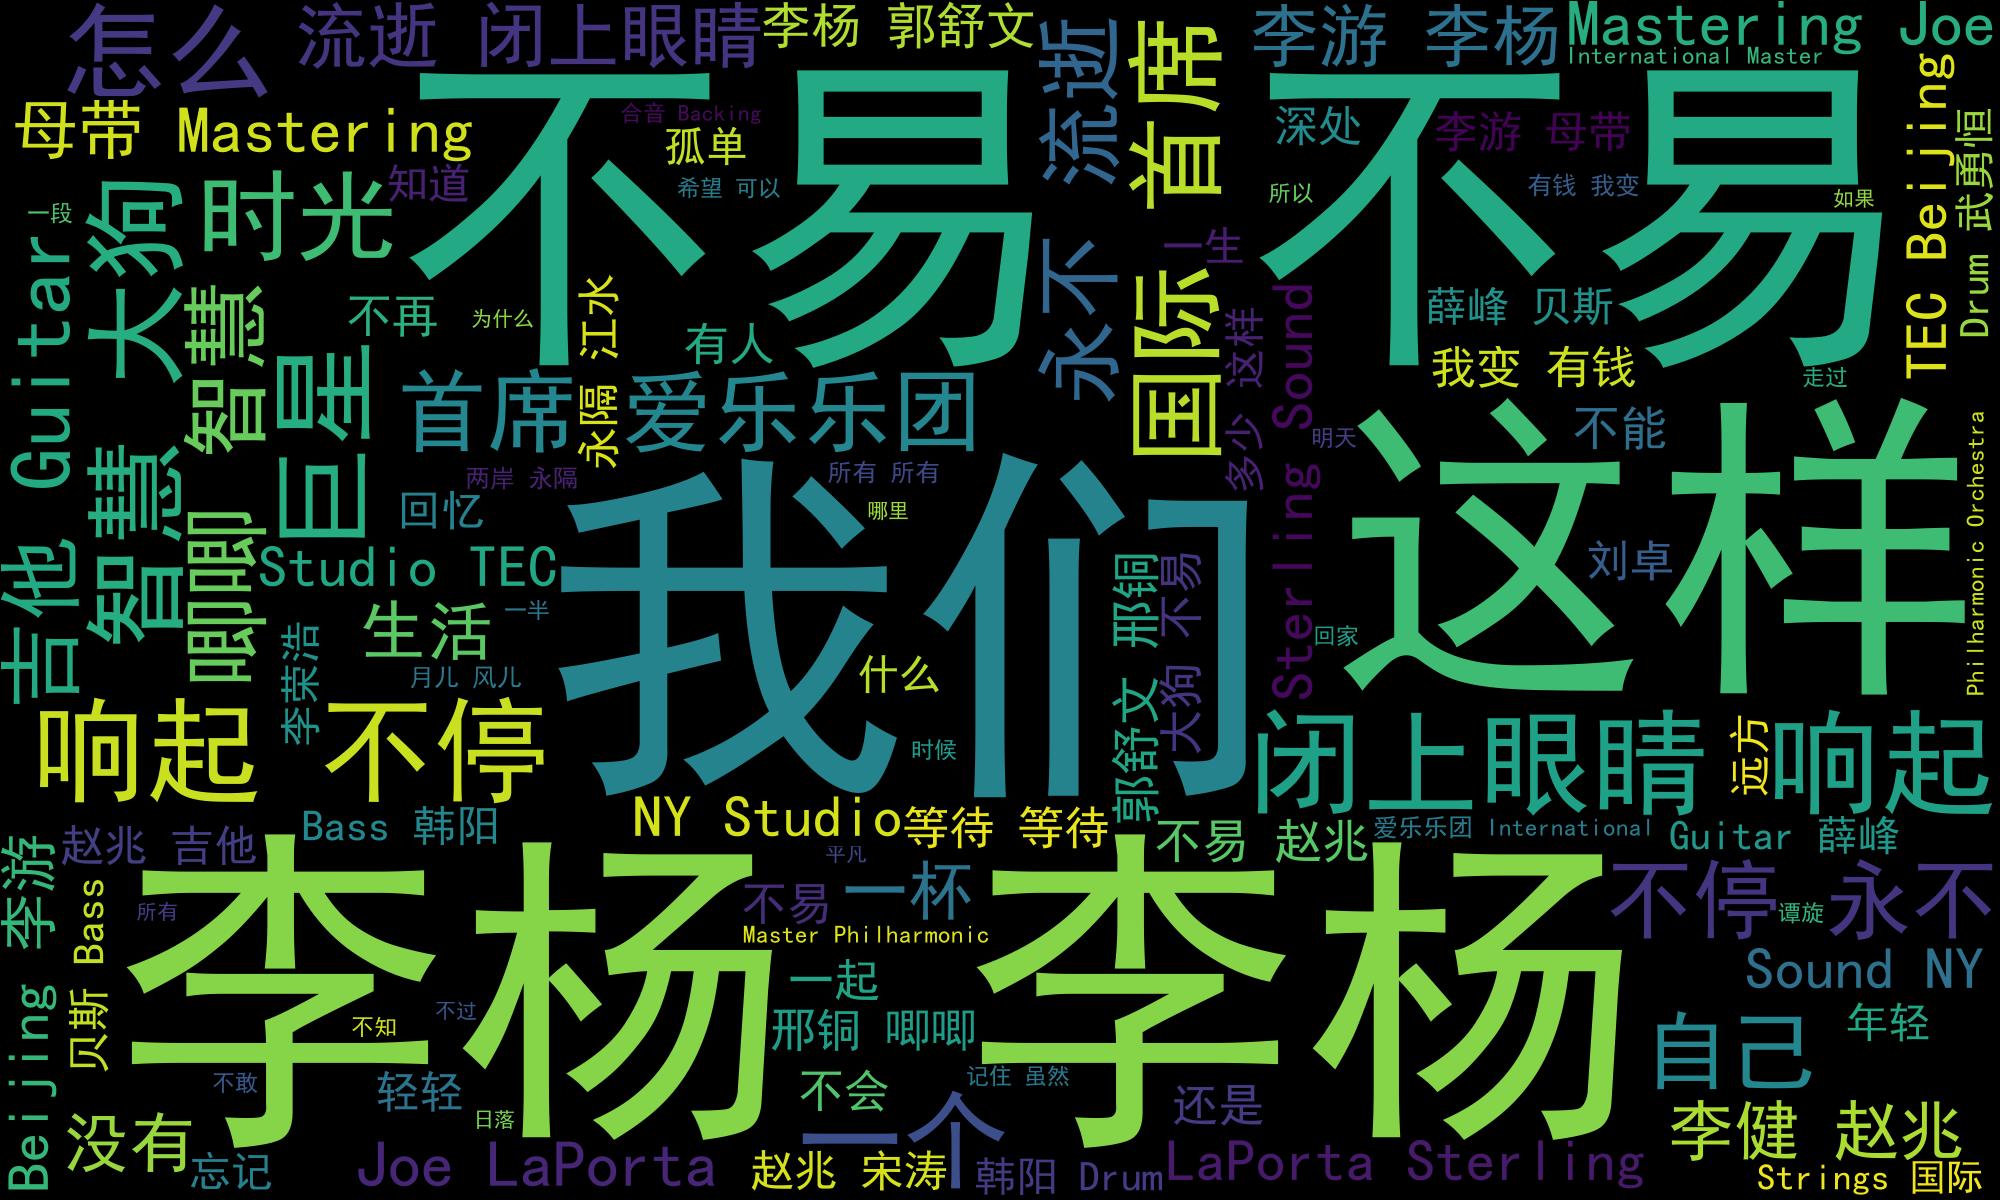 怎么
流逝 闭上眼睛
李杨 郭舒文
流逝 永不
首席 国际
李游 李杨
Mastering Joe
International Master
母带 Mastering
不易 不易
合音 Backing
孤单
希望 可以
知道
深处
李游 母带
所以
有钱 我变
如果
TEC Beijing
Drum 武勇恒
一段
吉他 Guitar
智慧 大狗
时光
唧唧 智慧
巨星
不再
为什么
永隔 江水
有人
一生
多少 这样
Sterling Sound
薛峰 贝斯
我变 有钱
走过
首席 爱乐乐团
两岸 永隔
所有 所有
哪里
回忆
明天
不能
Philharmonic Orchestra
我们
这样
刘卓
Studio TEC
一半
生活
李荣浩
月儿 风儿
什么
时候
郭舒文 邢铜
大狗 不易
回家
响起 不停
闭上眼睛
远方
响起
Bass 韩阳
NY Studio
等待 等待
不易 赵兆
爱乐乐团 International
Guitar 薛峰
赵兆 吉他
平凡
Beijing 李游
贝斯 Bass
所有
李杨 李杨
不易
一杯
Master Philharmonic
不停 永不
谭旋
Sound NY
一起
邢铜 唧唧
不知
不过
自己
年轻
不敢
轻轻
不会
记住 虽然
还是
日落
一个
没有
忘记
Joe LaPorta
赵兆 宋涛
韩阳 Drum
LaPorta Sterling
李健 赵兆
Strings 国际